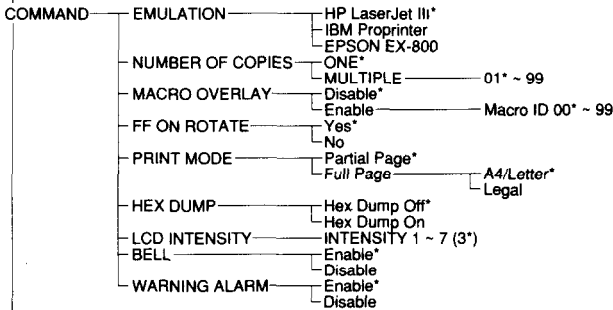 COMMAND EMULATION HP LaserJet III*
IBM Proprinter
EPSON EX-800
NUMBER OF COPIES ONE*
MULTIPLE 01* ~ 99
MACRO OVERLAY Disable*
Enable Macro ID 00* ~ 99
FF ON ROTATE Yes*
No
PRINT MODE Partial Page*
Full Page A4/Letter*
Legal
HEX DUMP Hex Dump Off*
Hex Dump On
LCD INTENSITY INTENSITY 1 ~ 7 (3*)
BELL Enable*
Disable
WARNING ALARM Enable*
Disable